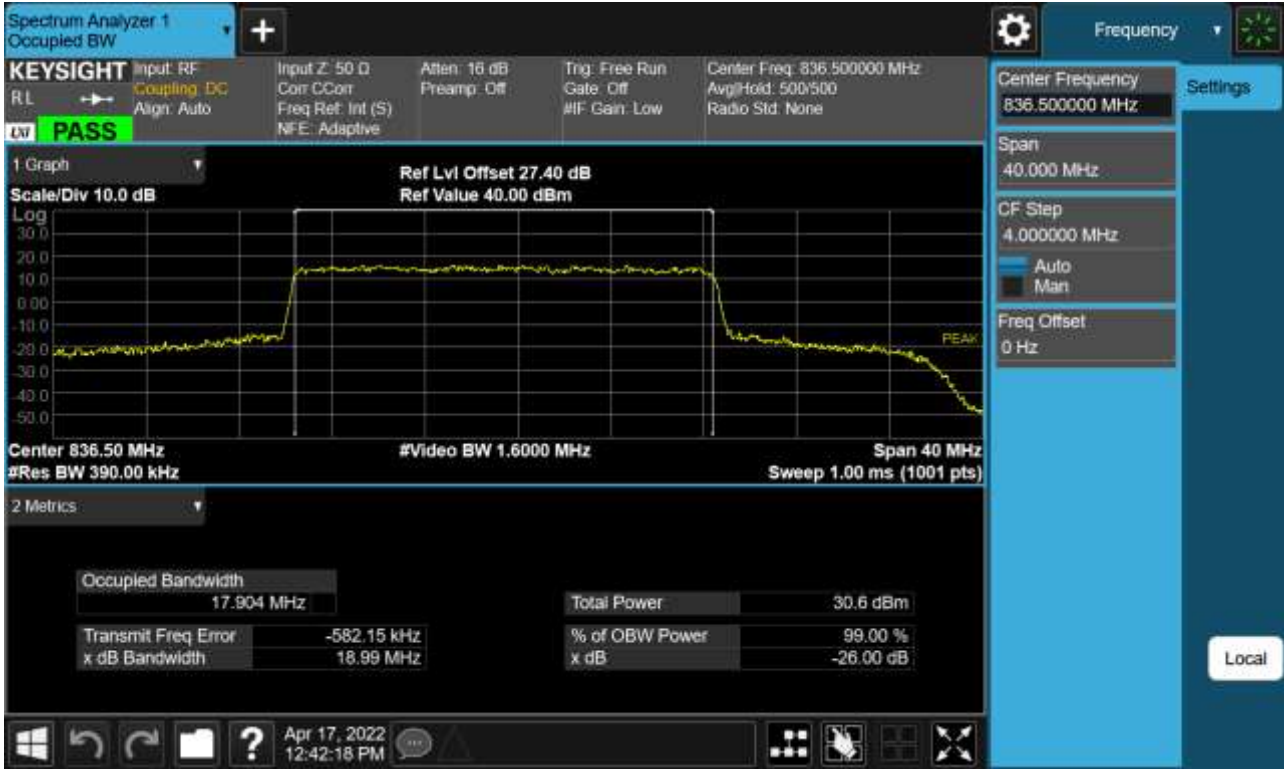 Spectrum Analyzer 1
Occupied BW
Frequency
KEYSIGHT
Input: RF
Coupling: DC
Align: Auto
RL
LXI
PASS
Input Z: 50 Ω
Corr CCorr
Freq Ref: Int (S)
NFE: Adaptive
Atten: 16 dB
Preamp: Off
Trig: Free Run
Gate: Off
#IF Gain: Low
Center Freq: 836.500000 MHz
Avg|Hold: 500/500
Radio Std: None
Center Frequency
836.500000 MHz
Settings
Span
40.000 MHz
CF Step
4.000000 MHz
Auto
Man
Freq Offset
0 Hz
1 Graph
Scale/Div 10.0 dB
Ref Lvl Offset 27.40 dB
Ref Value 40.00 dBm
Log
30.0
20.0
10.0
0.00
-10.0
-20.0
-30.0
-40.0
-50.0
PEAK
Center 836.50 MHz
#Video BW 1.6000 MHz
Span 40 MHz
#Res BW 390.00 kHz
Sweep 1.00 ms (1001 pts)
2 Metrics
Occupied Bandwidth
17.904 MHz
Total Power 30.6 dBm
Transmit Freq Error -582.15 kHz
% of OBW Power 99.00 %
x dB Bandwidth 18.99 MHz
x dB -26.00 dB
Local
?
Apr 17, 2022
12:42:18 PM